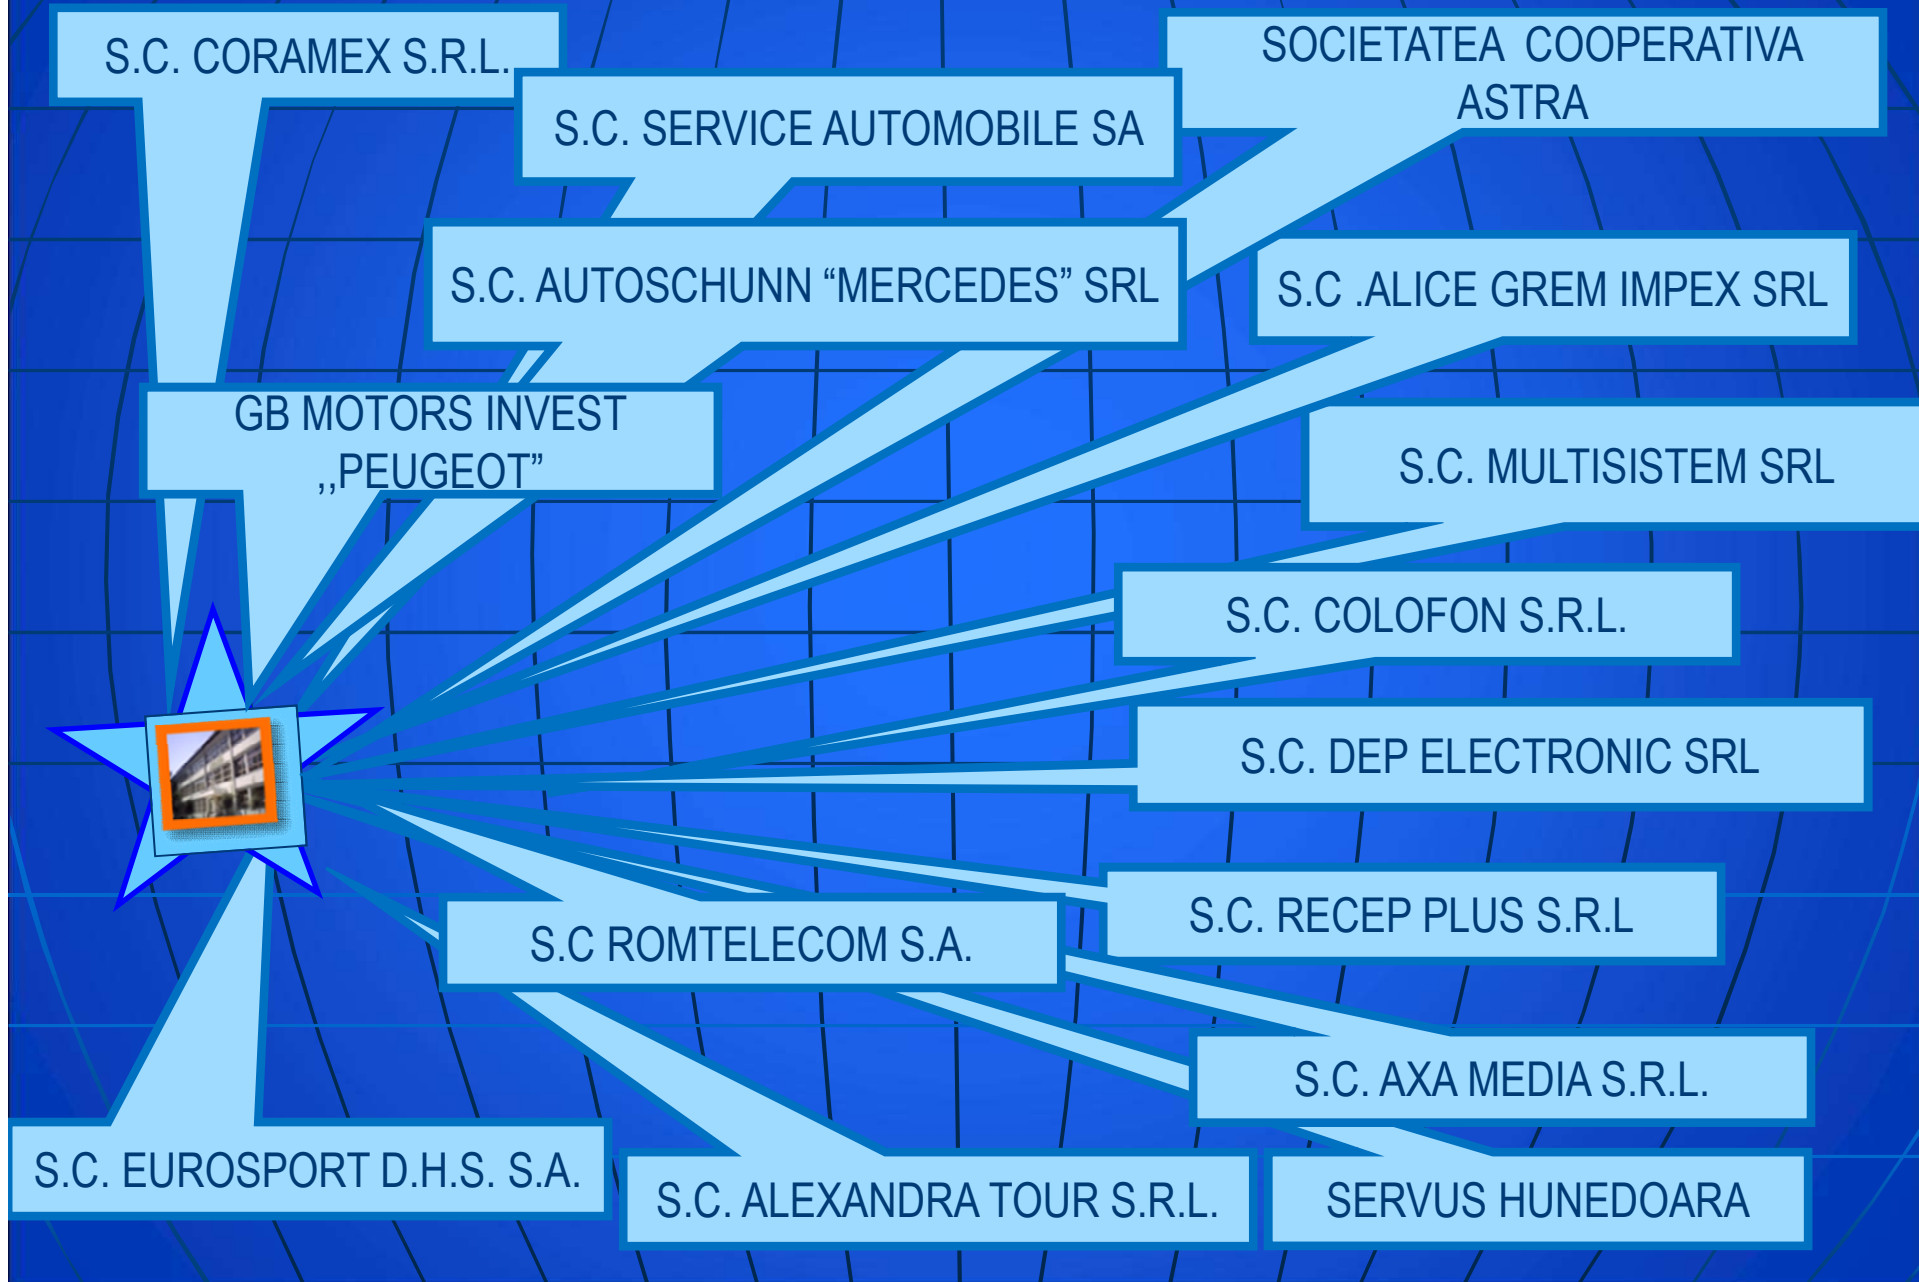 S.C. CORAMEX S.R.L.
SOCIETATEA COOPERATIVA
ASTRA
S.C. SERVICE AUTOMOBILE SA
S.C. AUTOSCHUNN “MERCEDES” SRL
S.C .ALICE GREM IMPEX SRL
GB MOTORS INVEST
,,PEUGEOT”
S.C. MULTISISTEM SRL
S.C. COLOFON S.R.L.
S.C. DEP ELECTRONIC SRL
S.C. RECEP PLUS S.R.L
S.C ROMTELECOM S.A.
S.C. AXA MEDIA S.R.L.
S.C. EUROSPORT D.H.S. S.A.
S.C. ALEXANDRA TOUR S.R.L.
SERVUS HUNEDOARA